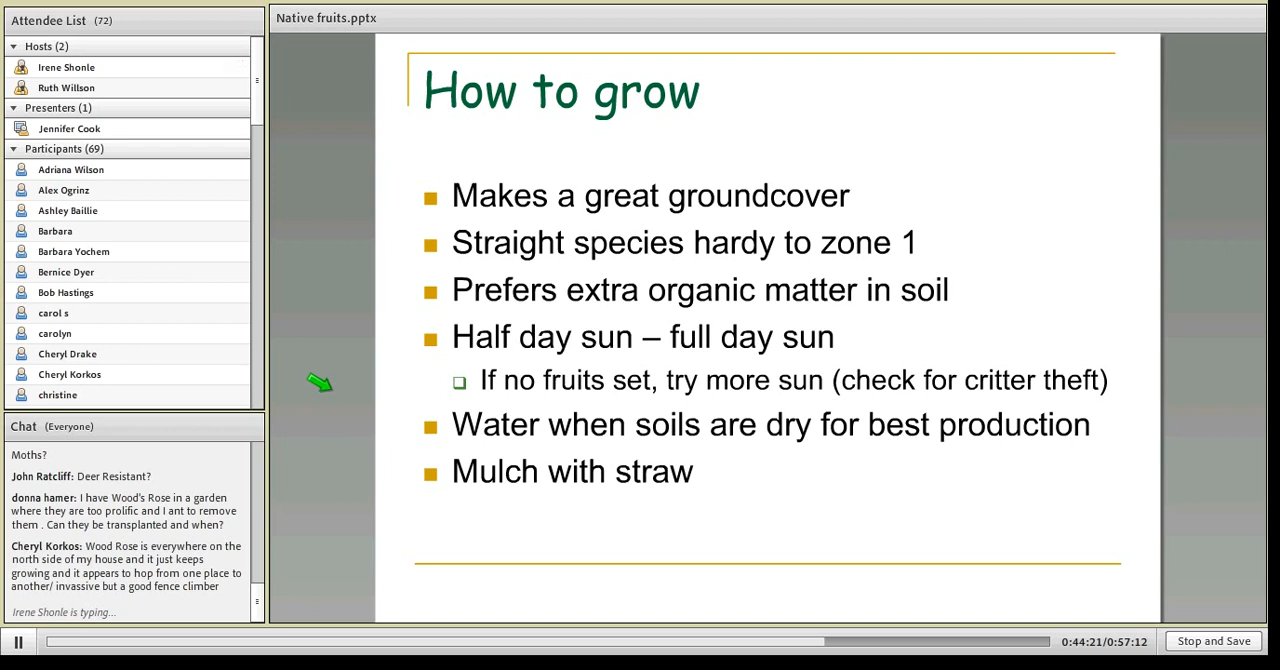 Attendee List (72)
Hosts (2)
Irene Shonle
Ruth Willson
Presenters (1)
Jennifer Cook
Participants (69)
Adriana Wilson
Alex Ogrinz
Ashley Baillie
Barbara
Barbara Yochem
Bernice Dyer
Bob Hastings
carol s
carolyn
Cheryl Drake
Cheryl Korkos
christine
Chat (Everyone)
Moths?
John Ratcliff: Deer Resistant?
donna hamer: I have Wood's Rose in a garden
where they are too prolific and I ant to remove
them . Can they be transplanted and when?
Cheryl Korkos: Wood Rose is everywhere on the
north side of my house and it just keeps
growing and it appears to hop from one place to
another/ invassive but a good fence climber
Irene Shonle is typing...
Native fruits.pptx
How to grow
Makes a great groundcover
Straight species hardy to zone 1
Prefers extra organic matter in soil
Half day sun – full day sun
If no fruits set, try more sun (check for critter theft)
Water when soils are dry for best production
Mulch with straw
0:44:21/0:57:12
Stop and Save